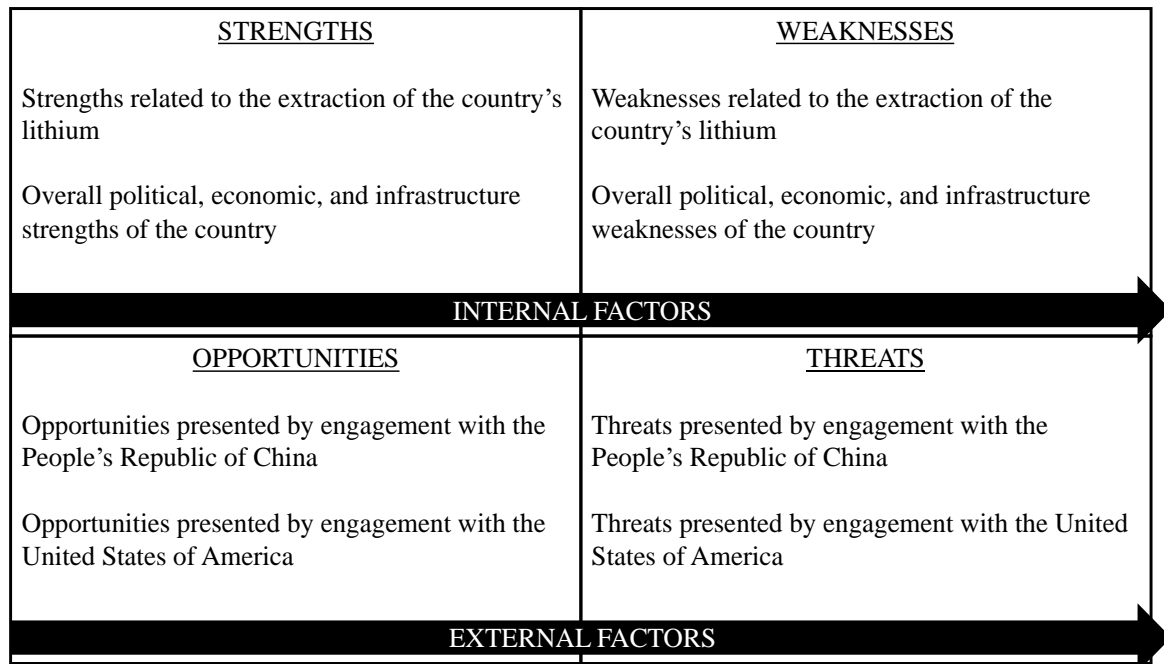 STRENGTHS
Strengths related to the extraction of the country’s
lithium
Overall political, economic, and infrastructure
strengths of the country
WEAKNESSES
Weaknesses related to the extraction of the
country’s lithium
Overall political, economic, and infrastructure
weaknesses of the country
INTERNAL FACTORS
OPPORTUNITIES
Opportunities presented by engagement with the
People’s Republic of China
Opportunities presented by engagement with the
United States of America
THREATS
Threats presented by engagement with the
People’s Republic of China
Threats presented by engagement with the United
States of America
EXTERNAL FACTORS